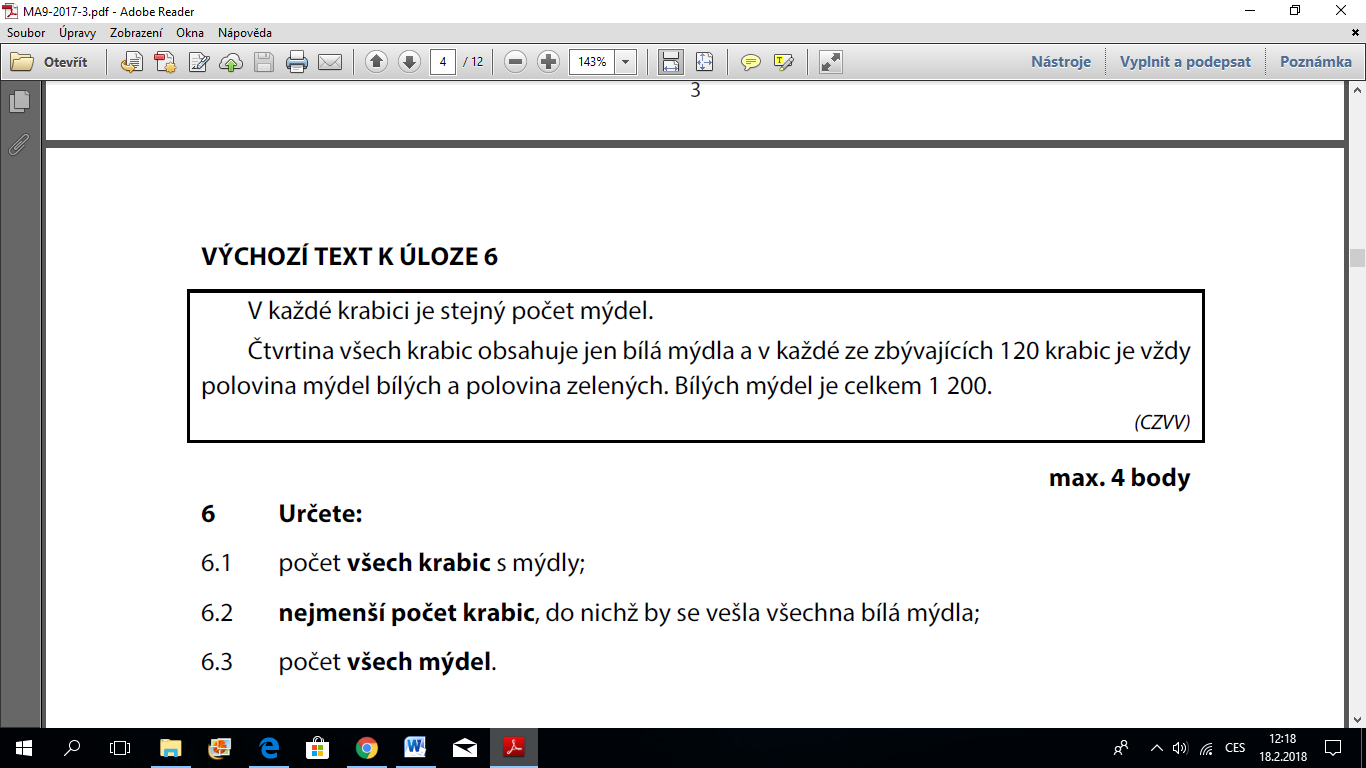 MA9-2017-3.pdf - Adobe Reader
Soubor Úpravy Zobrazení Okna Nápověda
Otevřít 4 / 12 143% Nástroje Vyplnit a podepsat Poznámka
3
VÝCHOZÍ TEXT K ÚLOZE 6
V každé krabici je stejný počet mýdel.
Čtvrtina všech krabic obsahuje jen bílá mýdla a v každé ze zbývajících 120 krabic je vždy
polovina mýdel bílých a polovina zelených. Bílých mýdel je celkem 1 200.
(CZVV)
max. 4 body
6 Určete:
6.1 počet všech krabic s mýdly;
6.2 nejmenší počet krabic, do nichž by se vešla všechna bílá mýdla;
6.3 počet všech mýdel.
CES
12:18
18.2.2018